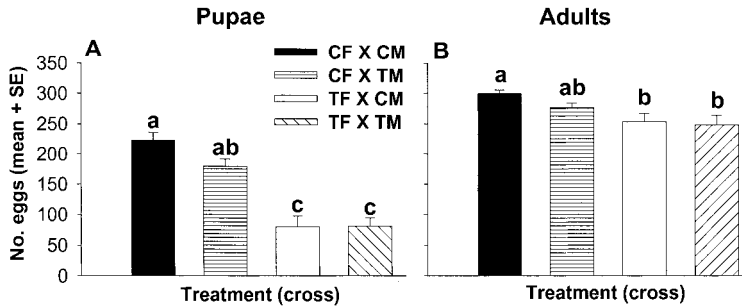 Pupae
Adults
A
CF X CM
CF X TM
TF X CM
TF X TM
B
No. eggs (mean + SE)
350
300
250
200
150
100
50
0
a
ab
c
c
a
ab
b
b
Treatment (cross)
Treatment (cross)